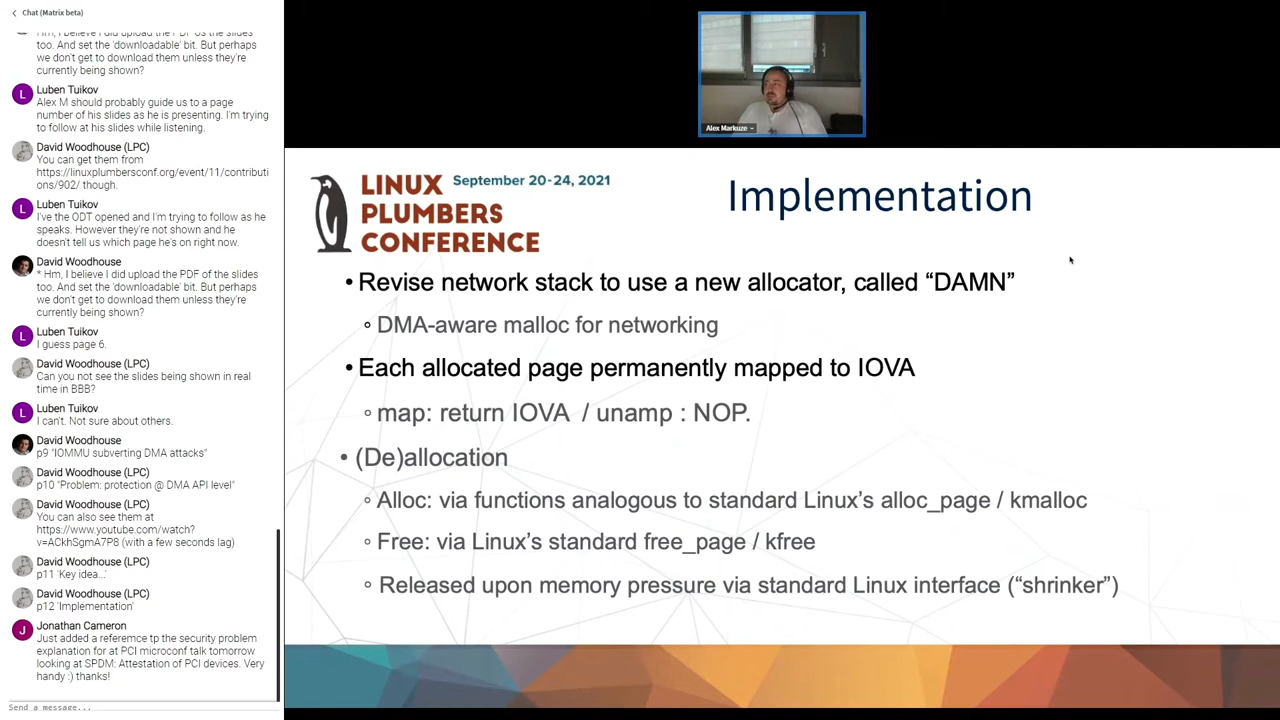 Chat (Matrix beta)
Hm, I believe I did upload the PDF of the slides
too. And set the 'downloadable' bit. But perhaps
we don't get to download them unless they're
currently being shown?
L
Luben Tuikov
Alex M should probably guide us to a page
number of his slides as he is presenting. I'm trying
to follow at his slides while listening.
David Woodhouse (LPC)
You can get them from
https://linuxplumbersconf.org/event/11/contributi
ons/902/ though.
L
Luben Tuikov
I've the ODT opened and I'm trying to follow as he
speaks. However they're not shown and he
doesn't tell us which page he's on right now.
David Woodhouse
* Hm, I believe I did upload the PDF of the slides
too. And set the 'downloadable' bit. But perhaps
we don't get to download them unless they're
currently being shown?
L
Luben Tuikov
I guess page 6.
David Woodhouse (LPC)
Can you not see the slides being shown in real
time in BBB?
L
Luben Tuikov
I can't. Not sure about others.
David Woodhouse
p9 "IOMMU subverting DMA attacks"
David Woodhouse (LPC)
p10 "Problem: protection @ DMA API level"
David Woodhouse (LPC)
You can also see them at
https://www.youtube.com/watch?
v=ACkhSgmA7P8 (with a few seconds lag)
David Woodhouse (LPC)
p11 'Key idea...'
David Woodhouse (LPC)
p12 'Implementation'
J
Jonathan Cameron
Just added a referemce tp the security problem
explanation for at PCI microconf talk tomorrow
looking at SPDM: Attestation of PCI devices. Very
handy :) thanks!
Send a message...
Alex Markuze
LINUX
PLUMBERS
CONFERENCE
September 20-24, 2021
Implementation
• Revise network stack to use a new allocator, called “DAMN”
◦ DMA-aware malloc for networking
• Each allocated page permanently mapped to IOVA
◦ map: return IOVA / unamp : NOP.
• (De)allocation
◦ Alloc: via functions analogous to standard Linux’s alloc_page / kmalloc
◦ Free: via Linux’s standard free_page / kfree
◦ Released upon memory pressure via standard Linux interface (“shrinker”)